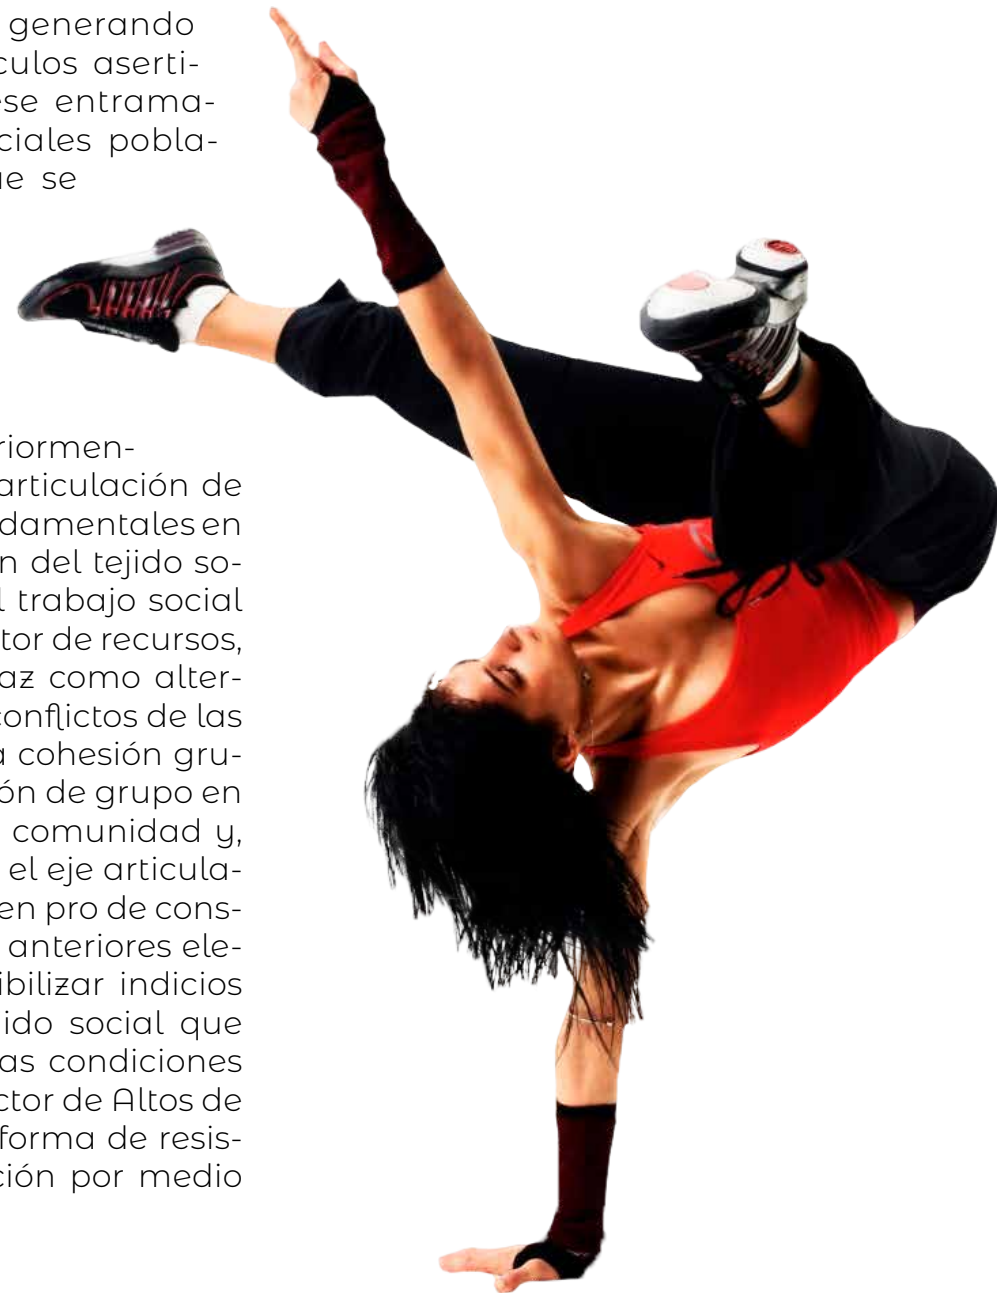 generando
culos aserti-
ese entrama-
ciales pobla-
ue se
riormen-
articulación de
damentales en
n del tejido so-
l trabajo social
tor de recursos,
az como alter-
conflictos de las
a cohesión gru-
ón de grupo en
comunidad y,
el eje articula-
en pro de cons-
anteriores ele-
ibilizar indicios
ido social que
as condiciones
ctor de Altos de
forma de resis-
ción por medio